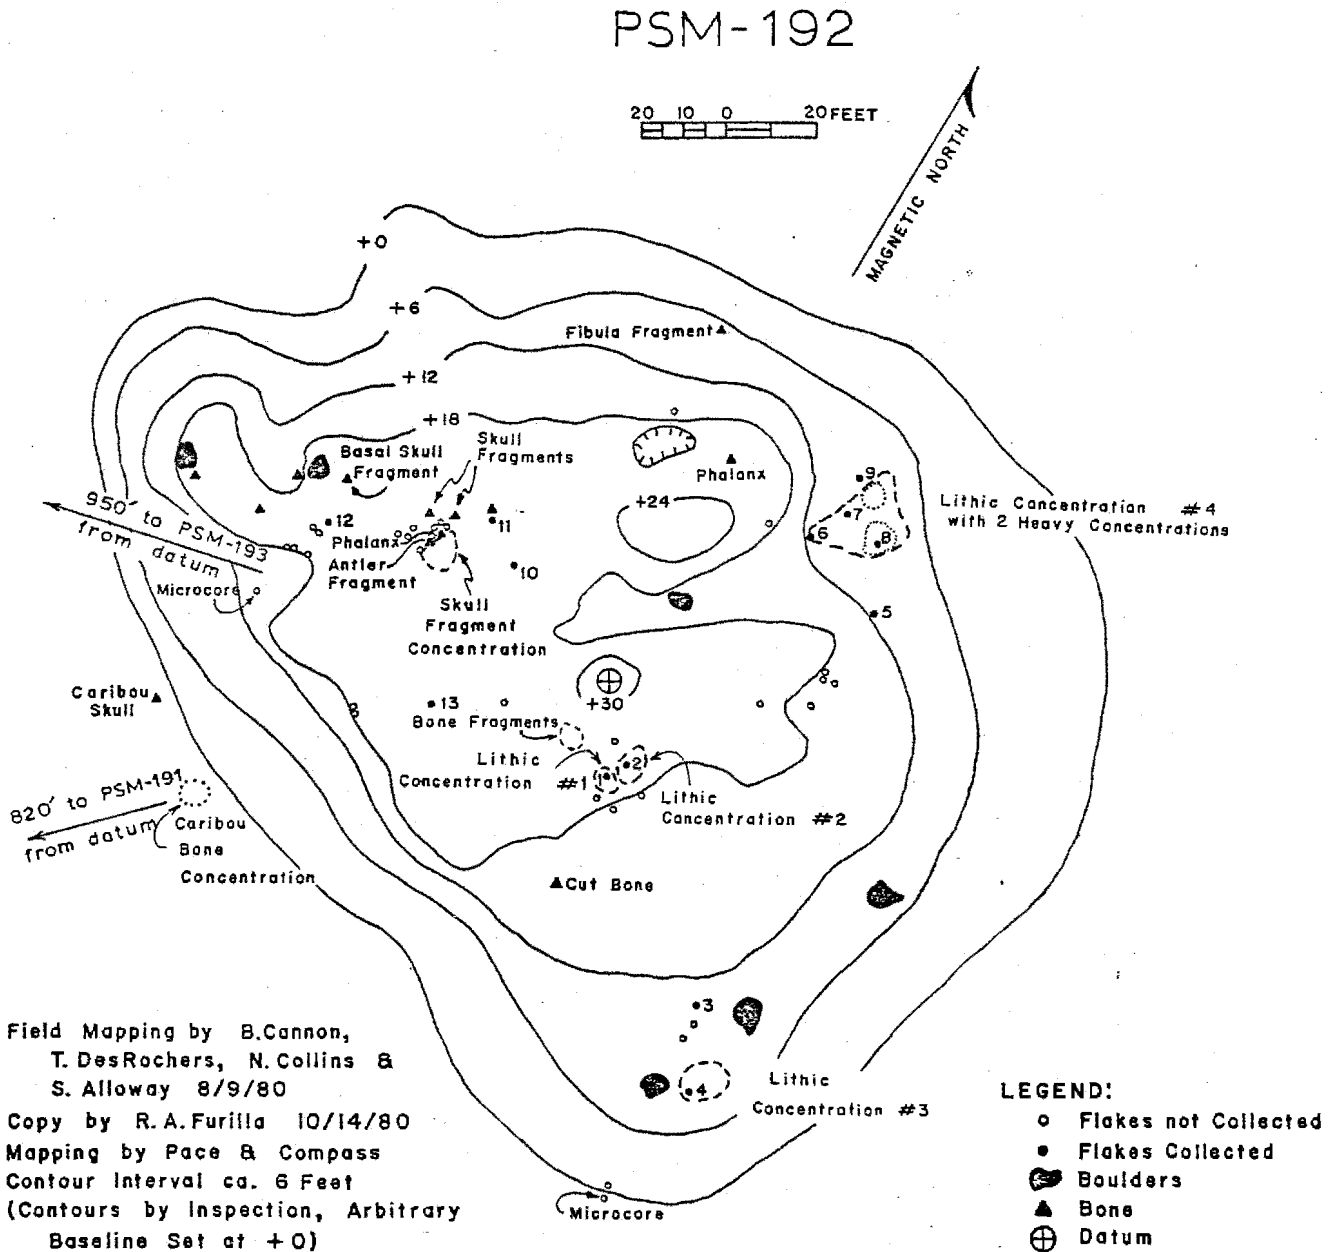 PSM-192
20 10 0 20 FEET
MAGNETIC NORTH
+0
+6
Fibula Fragment
+12
+18
Skull
Fragments
Basal Skull
Fragment
Phalanx
+24
9
7
6
8
Lithic Concentration #4
with 2 Heavy Concentrations
950' to PSM-193
from datum
12
11
Phalanx
Antler
Fragment
10
Microcore
Skull
Fragment
Concentration
5
Caribou
Skull
13
+30
Bone Fragments
Lithic
Concentration #1
1
2
Lithic
Concentration #2
820' to PSM-191
from datum
Caribou
Bone
Concentration
Cut Bone
3
4
Lithic
Concentration #3
Microcore
Field Mapping by B.Cannon,
T. DesRochers, N. Collins &
S. Alloway 8/9/80
Copy by R.A.Furilla 10/14/80
Mapping by Pace & Compass
Contour Interval ca. 6 Feet
(Contours by Inspection, Arbitrary
Baseline Set at +0)
LEGEND:
Flakes not Collected
Flakes Collected
Boulders
Bone
Datum